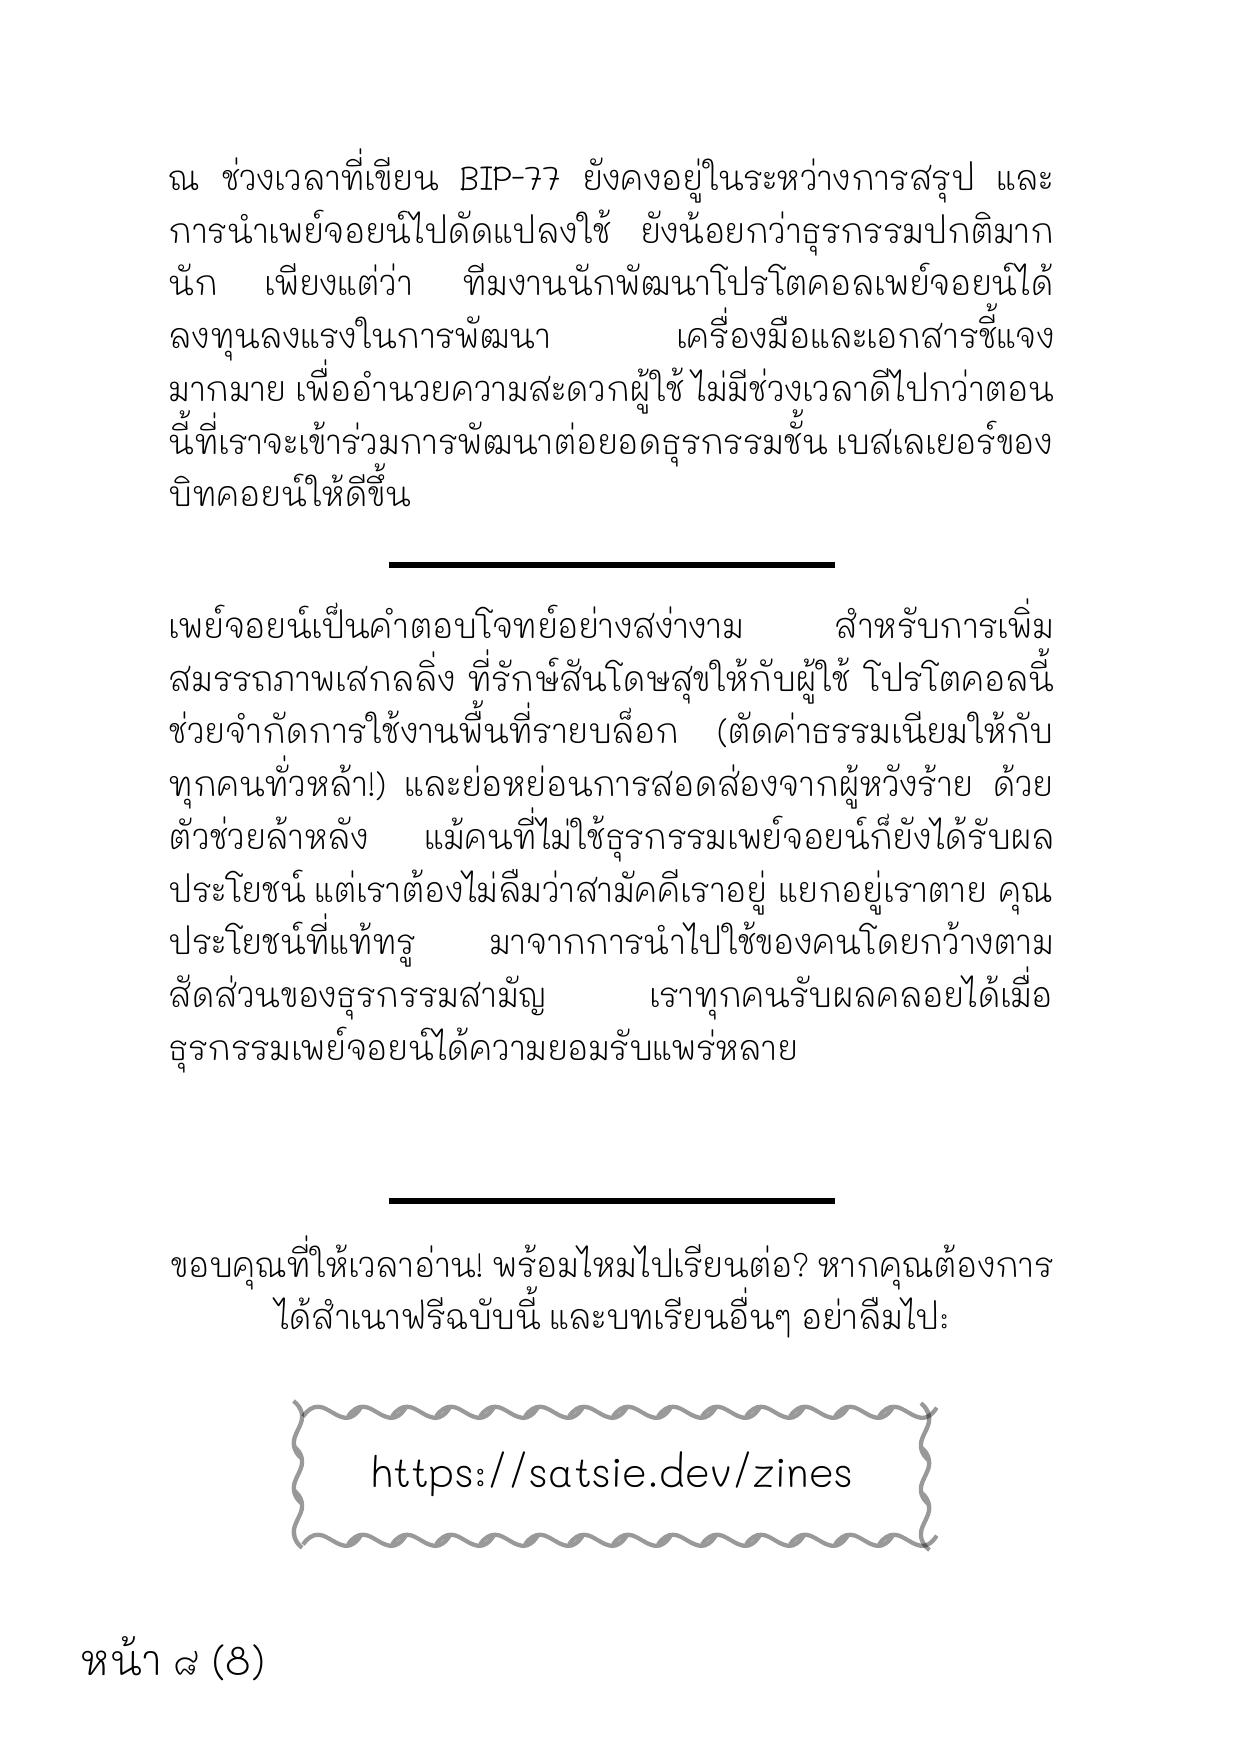 ณ ช่วงเวลาที่เขียน BIP-77 ยังคงอยู่ในระหว่างการสรุป และ
การนำเพย์จอยน์ไปดัดแปลงใช้ ยังน้อยกว่าธุรกรรมปกติมาก
นัก เพียงแต่ว่า ทีมงานนักพัฒนาโปรโตคอลเพย์จอยน์ได้
ลงทุนลงแรงในการพัฒนา เครื่องมือและเอกสารชี้แจง
มากมาย เพื่ออำนวยความสะดวกผู้ใช้ ไม่มีช่วงเวลาดีไปกว่าตอน
นี้ที่เราจะเข้าร่วมการพัฒนาต่อยอดธุรกรรมชั้น เบสเลเยอร์ของ
บิทคอยน์ให้ดีขึ้น
เพย์จอยน์เป็นคำตอบโจทย์อย่างสง่างาม สำหรับการเพิ่ม
สมรรถภาพเสกลลิ่ง ที่รักษ์สันโดษสุขให้กับผู้ใช้ โปรโตคอลนี้
ช่วยจำกัดการใช้งานพื้นที่รายบล็อก (ตัดค่าธรรมเนียมให้กับ
ทุกคนทั่วหล้า!) และย่อหย่อนการสอดส่องจากผู้หวังร้าย ด้วย
ตัวช่วยล้าหลัง แม้คนที่ไม่ใช้ธุรกรรมเพย์จอยน์ก็ยังได้รับผล
ประโยชน์ แต่เราต้องไม่ลืมว่าสามัคคีเราอยู่ แยกอยู่เราตาย คุณ
ประโยชน์ที่แท้ทรู มาจากการนำไปใช้ของคนโดยกว้างตาม
สัดส่วนของธุรกรรมสามัญ เราทุกคนรับผลคลอยได้เมื่อ
ธุรกรรมเพย์จอยน์ได้ความยอมรับแพร่หลาย
ขอบคุณที่ให้เวลาอ่าน! พร้อมไหมไปเรียนต่อ? หากคุณต้องการ
ได้สำเนาฟรีฉบับนี้ และบทเรียนอื่นๆ อย่าลืมไปะ
https://satsie.dev/zines
หน้า ๘ (8)